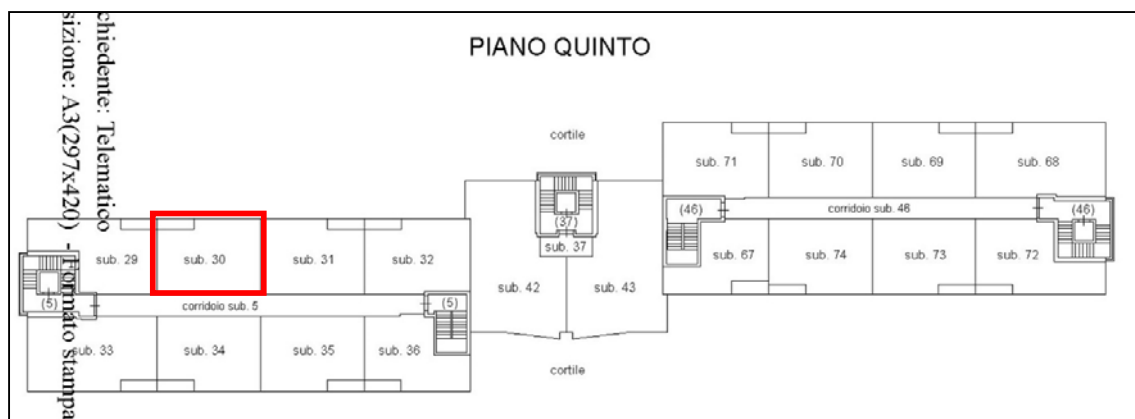 PIANO QUINTO
chiedente: Telematico
sizione: A3(297x420) - Formato stampa
cortile
sub. 71
sub. 70
sub. 69
sub. 68
(46)
corridoio sub. 46
(46)
(37)
sub. 37
sub. 67
sub. 74
sub. 73
sub. 72
sub. 29
sub. 30
sub. 31
sub. 32
sub. 42
sub. 43
(5)
corridoio sub. 5
(5)
sub. 33
sub. 34
sub. 35
sub. 36
cortile